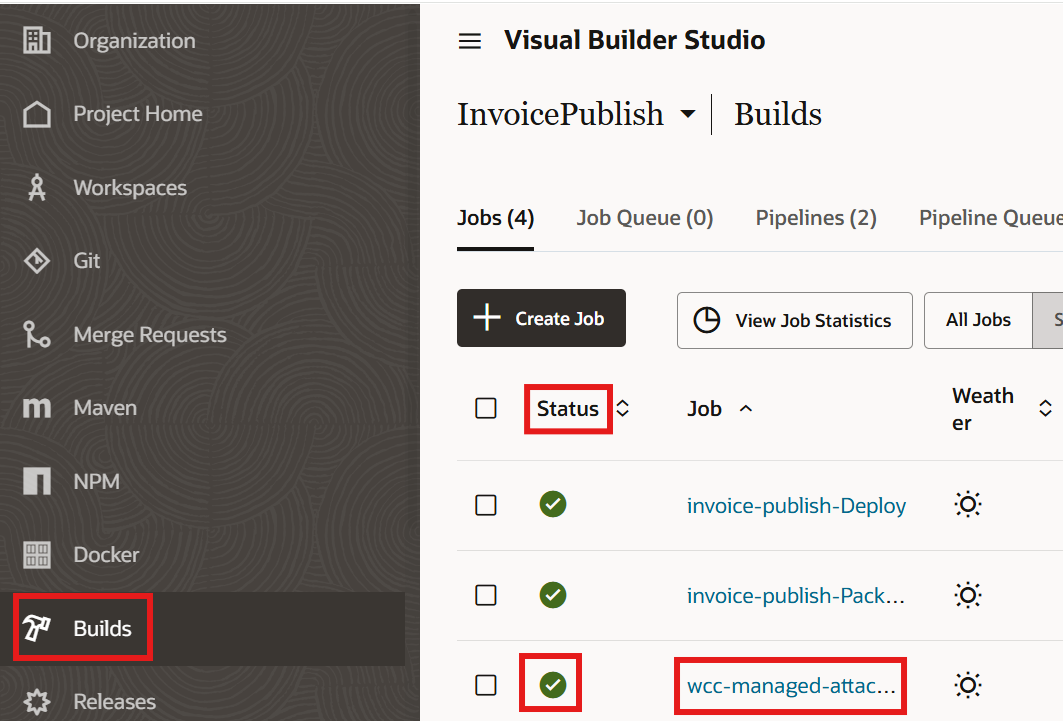 Organization
Project Home
Workspaces
Git
Merge Requests
Maven
NPM
Docker
Builds
Releases
Visual Builder Studio
InvoicePublish
Builds
Jobs (4)
Job Queue (0)
Pipelines (2)
Pipeline Queue
Create Job
View Job Statistics
All Jobs
S
Status
Job
Weath
er
invoice-publish-Deploy
invoice-publish-Pack...
wcc-managed-attac...